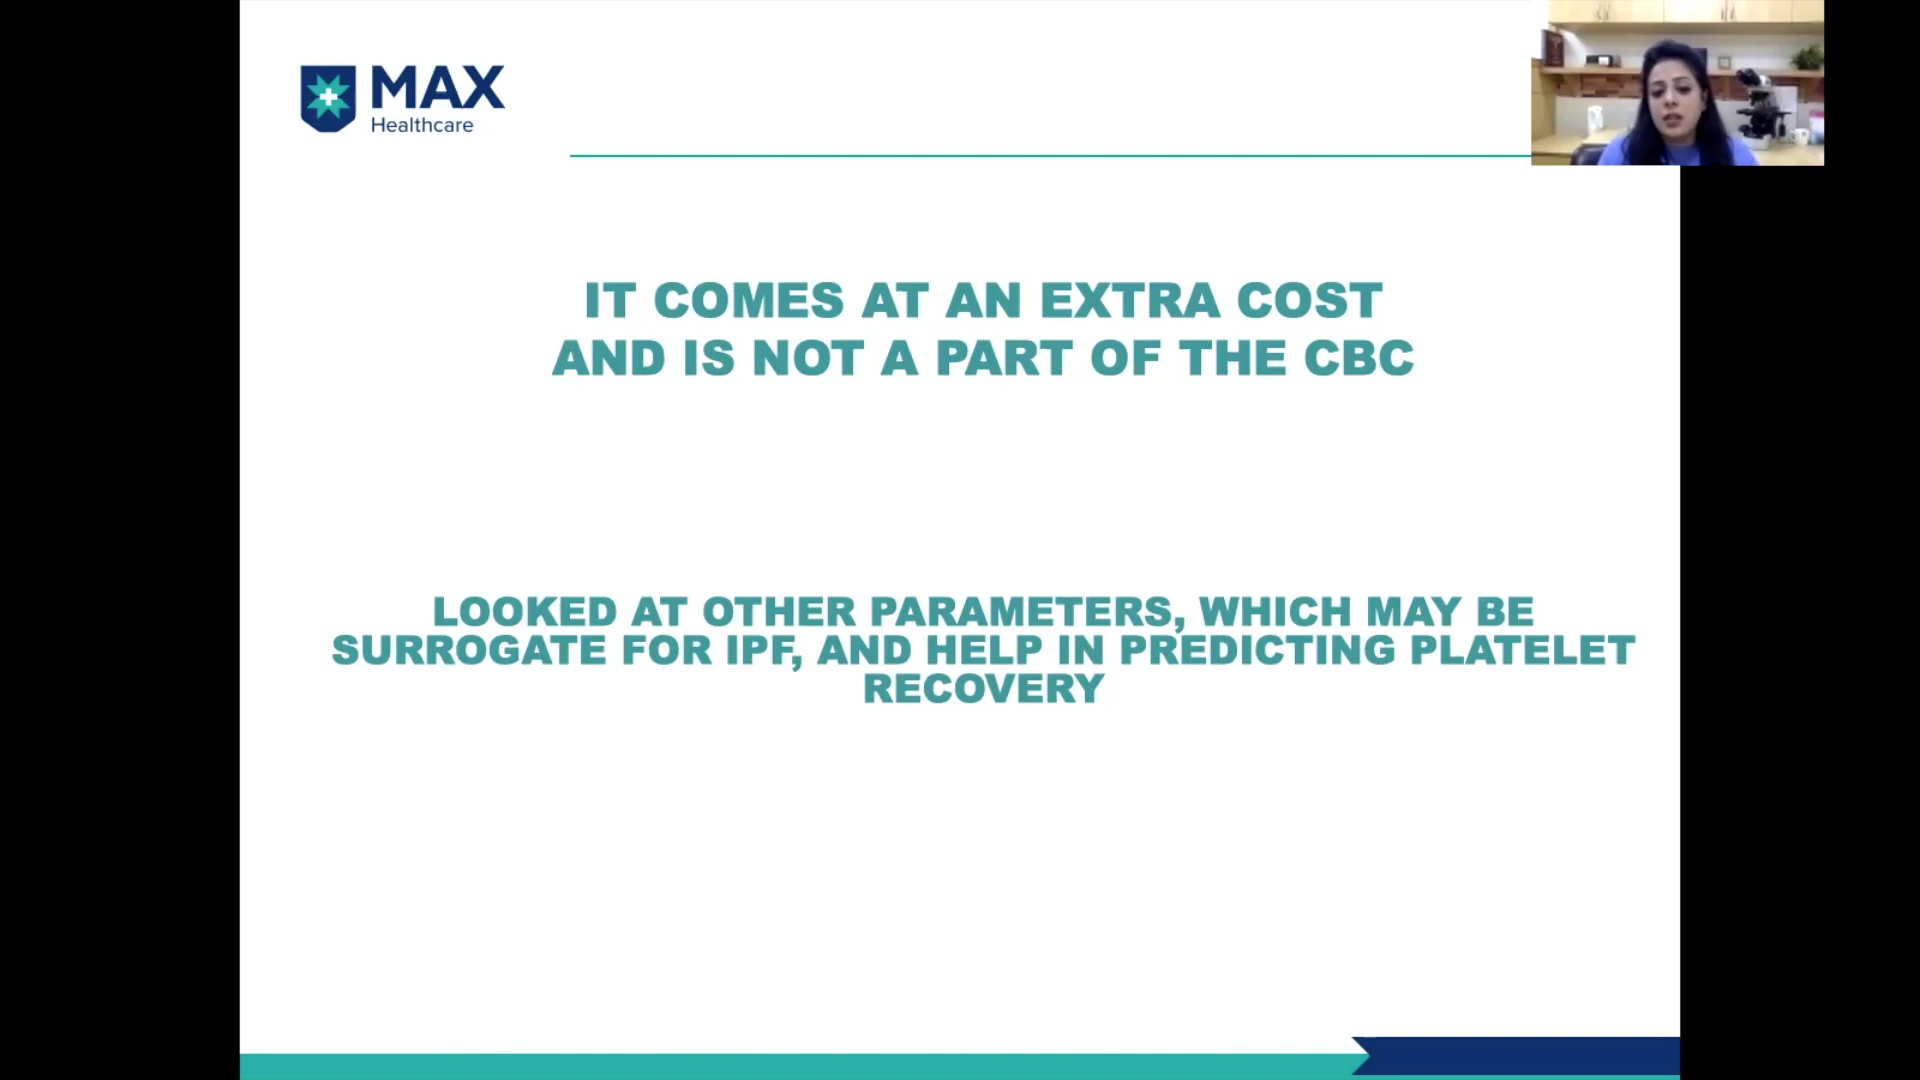 MAX
Healthcare
IT COMES AT AN EXTRA COST
AND IS NOT A PART OF THE CBC
LOOKED AT OTHER PARAMETERS, WHICH MAY BE
SURROGATE FOR IPF, AND HELP IN PREDICTING PLATELET
RECOVERY